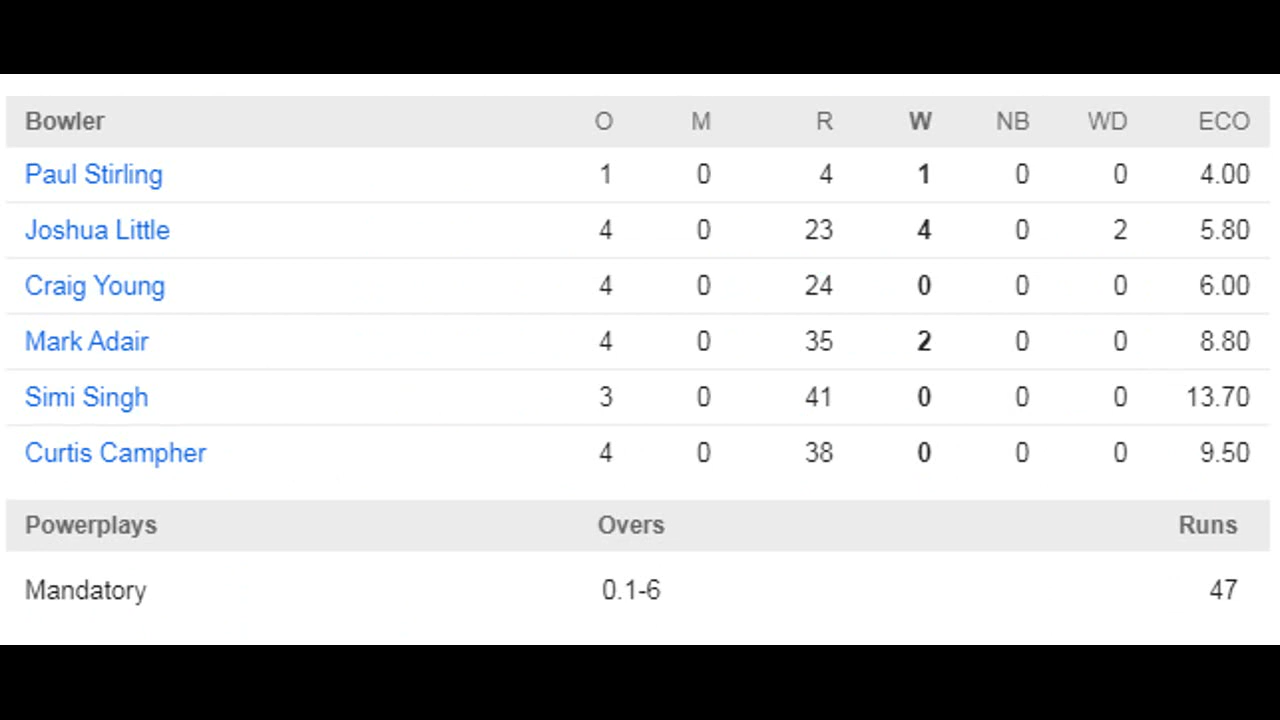 Bowler O M R W NB WD ECO
Paul Stirling 1 0 4 1 0 0 4.00
Joshua Little 4 0 23 4 0 2 5.80
Craig Young 4 0 24 0 0 0 6.00
Mark Adair 4 0 35 2 0 0 8.80
Simi Singh 3 0 41 0 0 0 13.70
Curtis Campher 4 0 38 0 0 0 9.50
Powerplays Overs Runs
Mandatory 0.1-6 47